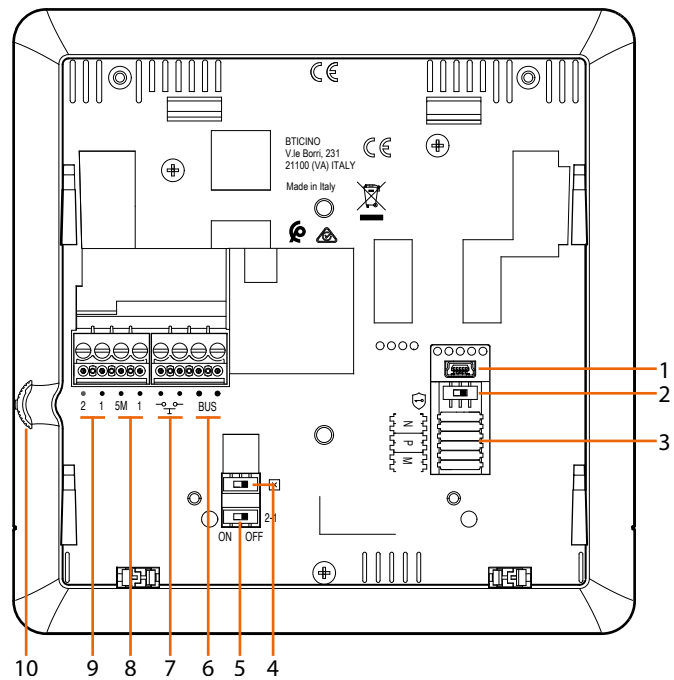 CE
BTICINO
V.le Borri, 231
21100 (VA) ITALY
CE
Made in Italy
1
2
3
N
P
M
2 1 5M 1 BUS
2-1
ON OFF
10 9 8 7 6 5 4